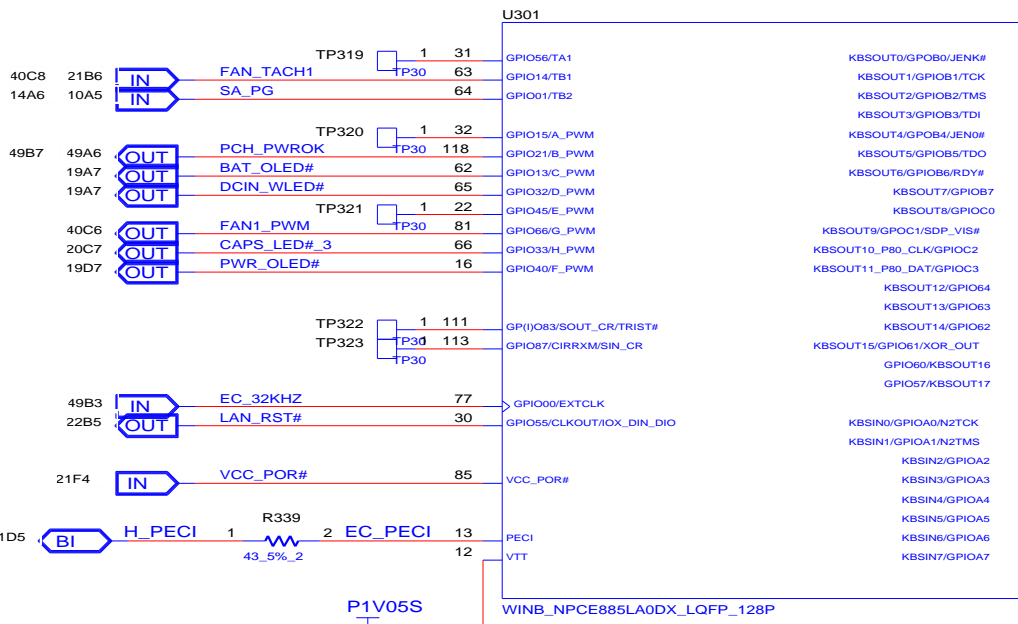 U301
TP319 1 31 GPIO56/TA1 KBSOUT0/GPOB0/JENK#
TP30
40C8 21B6 IN FAN_TACH1 63 GPIO14/TB1 KBSOUT1/GPIOB1/TCK
14A6 10A5 IN SA_PG 64 GPIO01/TB2 KBSOUT2/GPIOB2/TMS
KBSOUT3/GPIOB3/TDI
TP320 1 32 GPIO15/A_PWM KBSOUT4/GPOB4/JEN0#
TP30
49B7 49A6 OUT PCH_PWROK 118 GPIO21/B_PWM KBSOUT5/GPIOB5/TDO
19A7 OUT BAT_OLED# 62 GPIO13/C_PWM KBSOUT6/GPIOB6/RDY#
19A7 OUT DCIN_WLED# 65 GPIO32/D_PWM KBSOUT7/GPIOB7
TP321 1 22 GPIO45/E_PWM KBSOUT8/GPIOC0
TP30
40C6 OUT FAN1_PWM 81 GPIO66/G_PWM KBSOUT9/GPOC1/SDP_VIS#
20C7 OUT CAPS_LED#_3 66 GPIO33/H_PWM KBSOUT10_P80_CLK/GPIOC2
19D7 OUT PWR_OLED# 16 GPIO40/F_PWM KBSOUT11_P80_DAT/GPIOC3
KBSOUT12/GPIO64
KBSOUT13/GPIO63
TP322 1 111 GP(I)O83/SOUT_CR/TRIST# KBSOUT14/GPIO62
TP30
TP323 1 113 GPIO87/CIRRXM/SIN_CR KBSOUT15/GPIO61/XOR_OUT
TP30
GPIO60/KBSOUT16
GPIO57/KBSOUT17
49B3 IN EC_32KHZ 77 GPIO00/EXTCLK
22B5 OUT LAN_RST# 30 GPIO55/CLKOUT/IOX_DIN_DIO KBSIN0/GPIOA0/N2TCK
KBSIN1/GPIOA1/N2TMS
KBSIN2/GPIOA2
21F4 IN VCC_POR# 85 VCC_POR# KBSIN3/GPIOA3
KBSIN4/GPIOA4
KBSIN5/GPIOA5
R339
1D5 BI H_PECI 1 2 EC_PECI 13 PECI KBSIN6/GPIOA6
43_5%_2
12 VTT KBSIN7/GPIOA7
P1V05S
WINB_NPCE885LA0DX_LQFP_128P